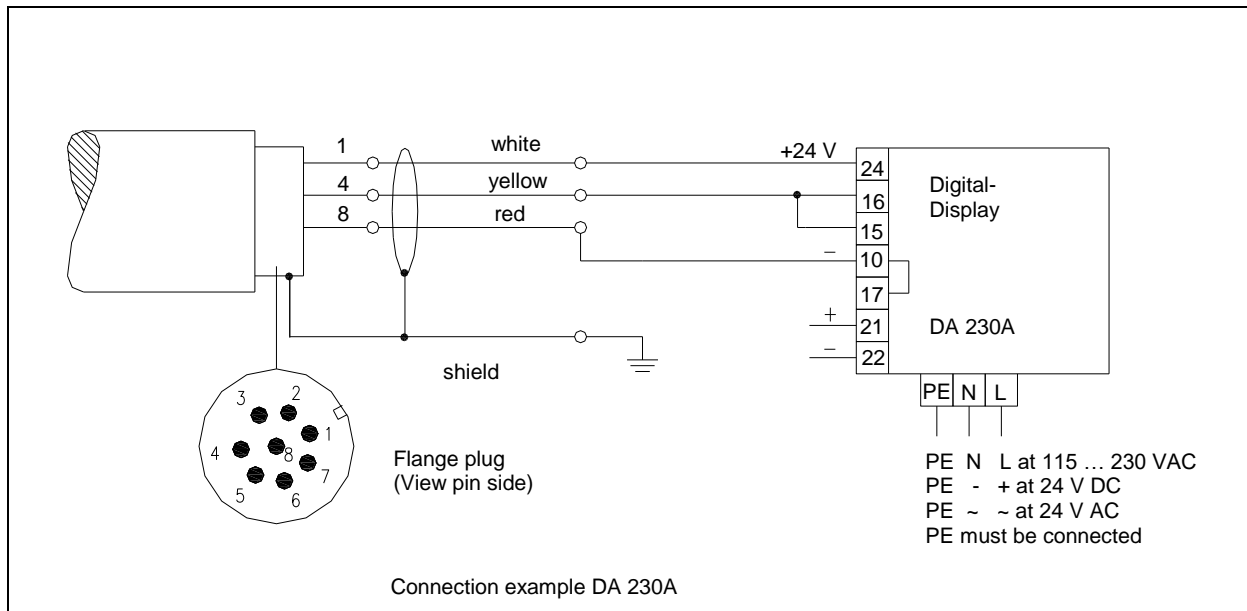 1 white +24 V 24
4 yellow 16
8 red 15
– 10
17
+ 21
– 22
Digital-
Display
DA 230A
shield
PE N L
3 2
1
4 8
7
5 6
Flange plug
(View pin side)
PE N L at 115 … 230 VAC
PE - + at 24 V DC
PE ~ ~ at 24 V AC
PE must be connected
Connection example DA 230A